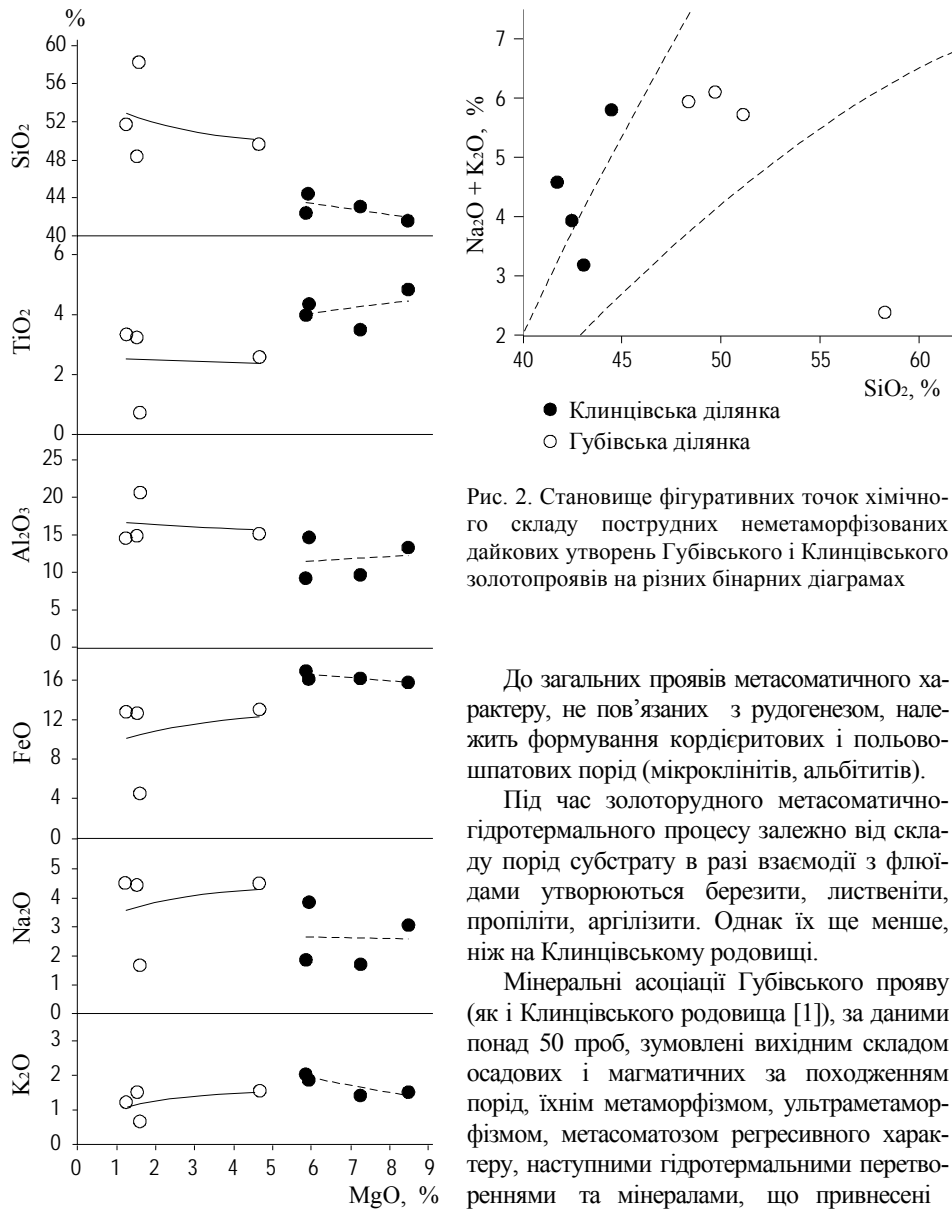 %
60
56
52
48
44
40
SiO₂
6
4
2
0
TiO₂
25
20
15
10
5
0
Al₂O₃
16
12
8
4
0
FeO
5
4
3
2
1
0
Na₂O
3
2
1
0
K₂O
0 1 2 3 4 5 6 7 8 9
MgO, %
7
6
5
4
3
2
Na₂O + K₂O, %
40 45 50 55 60
SiO₂, %
● Клинцівська ділянка
○ Губівська ділянка
Рис. 2. Становище фігуративних точок хімічно-
го складу пострудних неметаморфізованих
дайкових утворень Губівського і Клинцівського
золотопроявів на різних бінарних діаграмах
До загальних проявів метасоматичного ха-
рактеру, не пов’язаних з рудогенезом, нале-
жить формування кордієритових і польово-
шпатових порід (мікроклінітів, альбититів).
Під час золоторудного метасоматично-
гідротермального процесу залежно від скла-
ду порід субстрату в разі взаємодії з флюї-
дами утворюються березити, лиственіти,
пропіліти, аргілізити. Однак їх ще менше,
ніж на Клинцівському родовищі.
Мінеральні асоціації Губівського прояву
(як і Клинцівського родовища [1]), за даними
понад 50 проб, зумовлені вихідним складом
осадових і магматичних за походженням
порід, їхнім метаморфізмом, ультраметамор-
фізмом, метасоматозом регресивного харак-
теру, наступними гідротермальними перетво-
реннями та мінералами, що привнесені